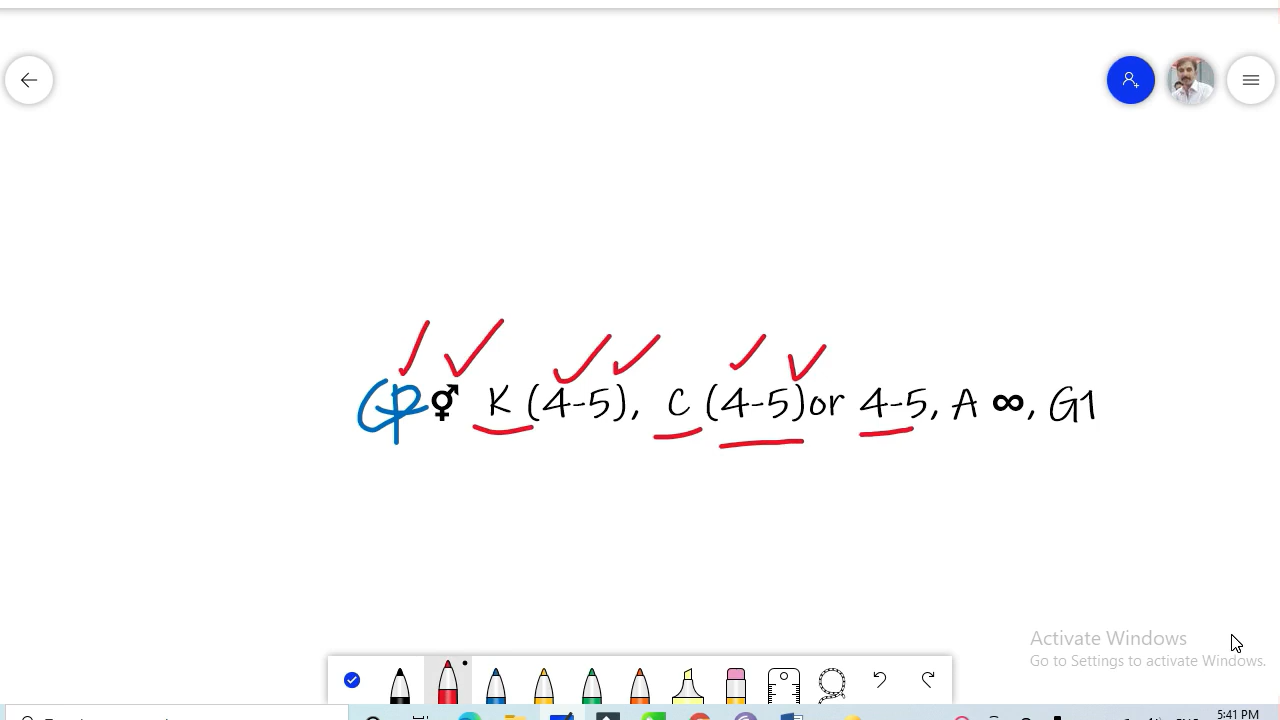 ⚥ K (4-5), C (4-5)or 4-5, A ∞, G1
Activate Windows
Go to Settings to activate Windows.
5:41 PM